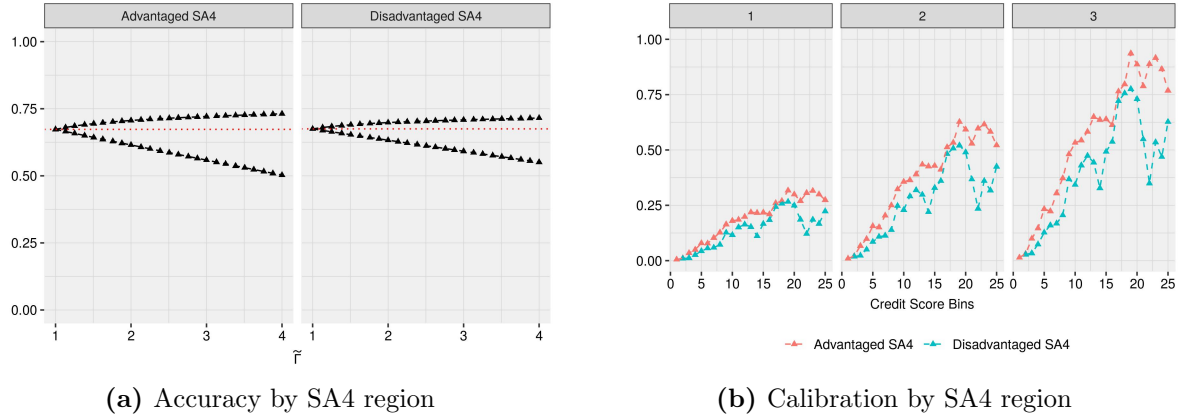 Advantaged SA4 Disadvantaged SA4
1.00
0.75
0.50
0.25
0.00
1 2 3 4 1 2 3 4
r̃
(a) Accuracy by SA4 region
1 2 3
1.00
0.75
0.50
0.25
0.00
0 5 10 15 20 25 0 5 10 15 20 25 0 5 10 15 20 25
Credit Score Bins
Advantaged SA4 Disadvantaged SA4
(b) Calibration by SA4 region